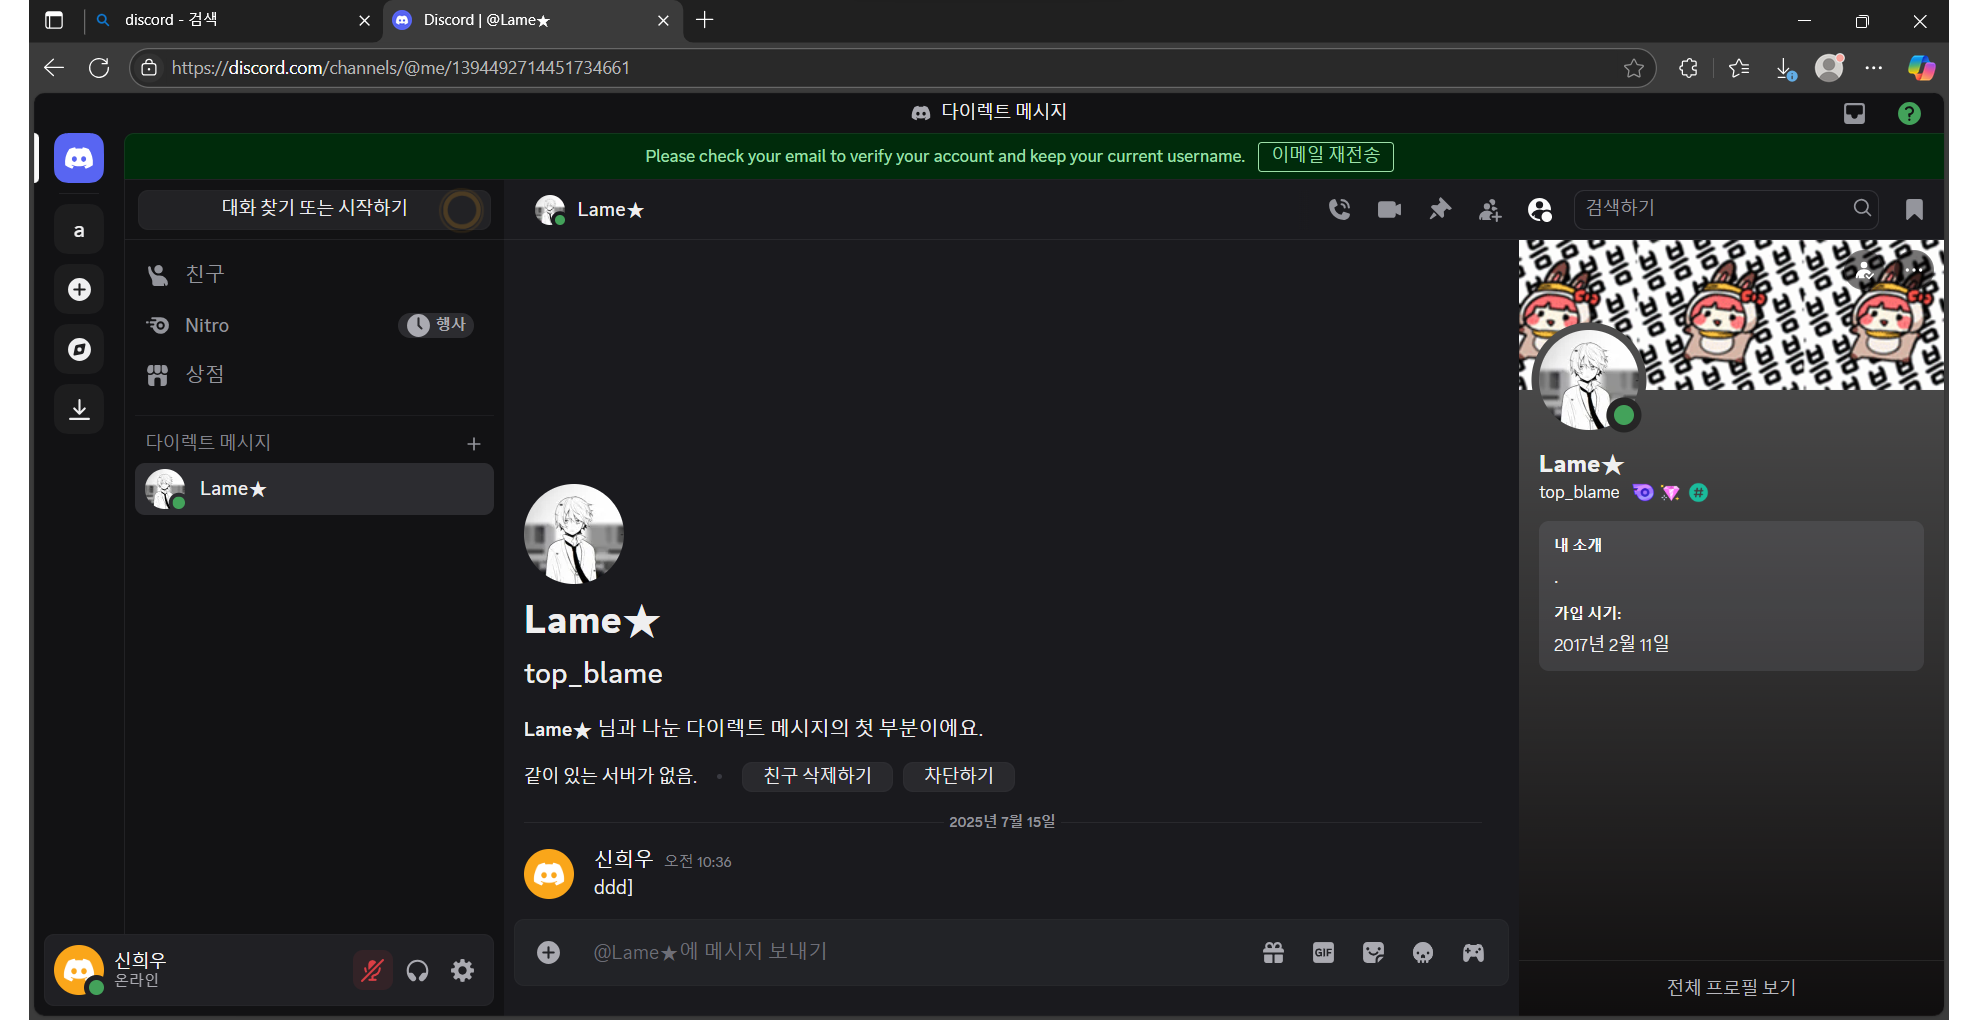 discord - 검색
Discord | @Lame★
https://discord.com/channels/@me/1394492714451734661
다이렉트 메시지
Please check your email to verify your account and keep your current username.
이메일 재전송
대화 찾기 또는 시작하기
Lame★
검색하기
a
친구
Nitro
행사
상점
다이렉트 메시지
Lame★
Lame★
top_blame
Lame★ 님과 나눈 다이렉트 메시지의 첫 부분이에요.
같이 있는 서버가 없음.
친구 삭제하기
차단하기
2025년 7월 15일
신희우 오전 10:36
ddd]
@Lame★에 메시지 보내기
GIF
신희우
온라인
Lame★
top_blame
#
내 소개
.
가입 시기:
2017년 2월 11일
전체 프로필 보기